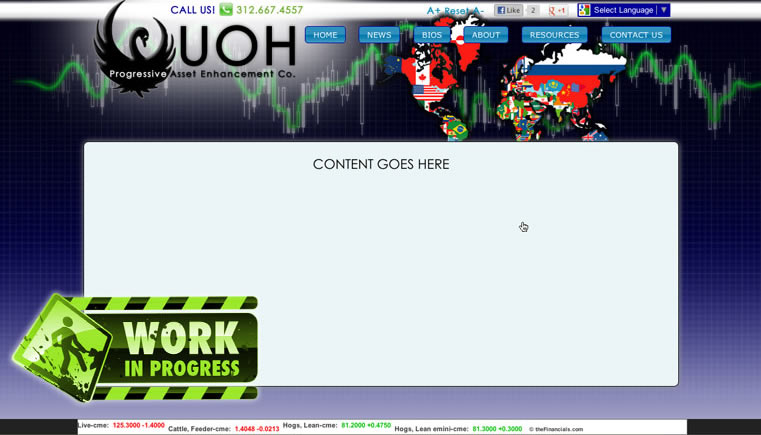 CALL US! 312.667.4557
A+ Reset A-
Like 2
+1
Select Language ▼
QUOH
Progressive Asset Enhancement Co.
HOME NEWS BIOS ABOUT RESOURCES CONTACT US
CONTENT GOES HERE
WORK
IN PROGRESS
Live-cme: 125.3000 -1.4000 Cattle, Feeder-cme: 1.4048 -0.0213 Hogs, Lean-cme: 81.2000 +0.4750 Hogs, Lean emini-cme: 81.3000 +0.3000 © theFinancials.com